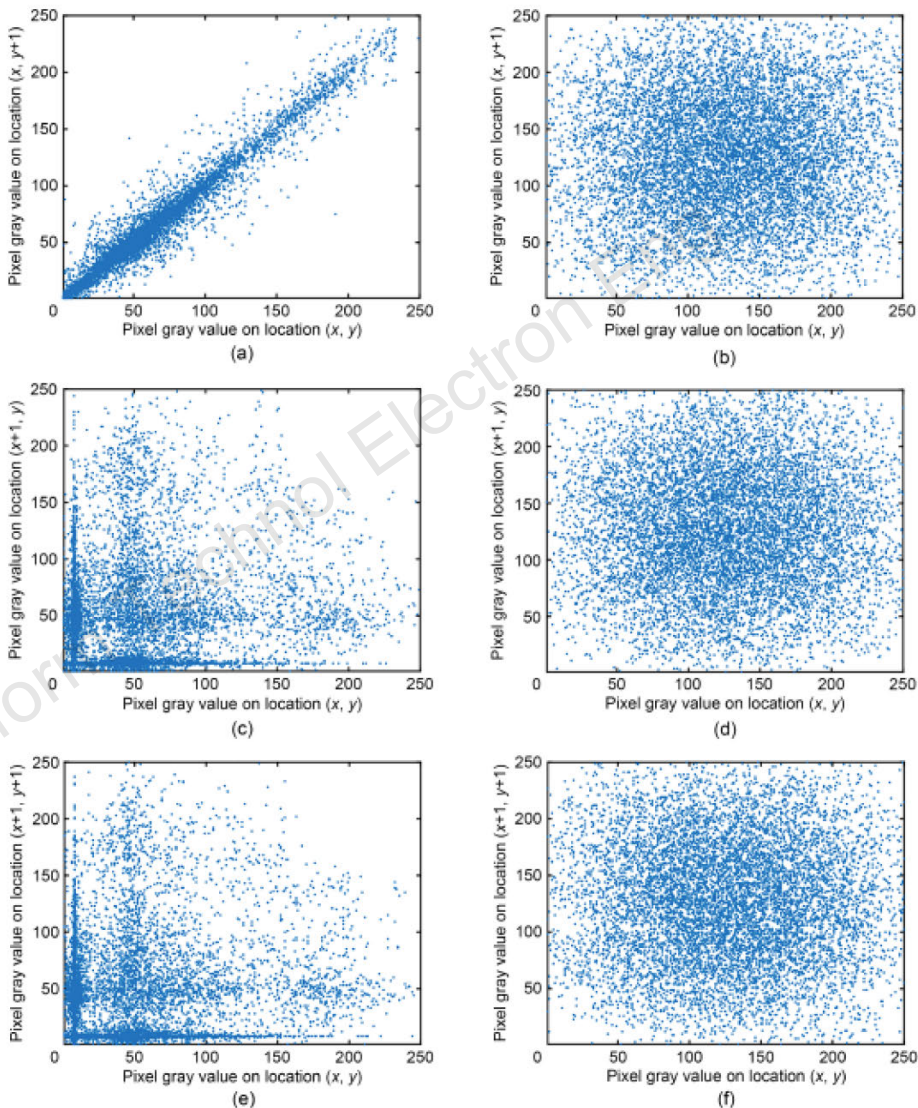 250
200
150
100
50
0 50 100 150 200 250
Pixel gray value on location (x, y+1)
Pixel gray value on location (x, y)
(a)
250
200
150
100
50
0 50 100 150 200 250
Pixel gray value on location (x, y+1)
Pixel gray value on location (x, y)
(b)
250
200
150
100
50
0 50 100 150 200 250
Pixel gray value on location (x+1, y)
Pixel gray value on location (x, y)
(c)
250
200
150
100
50
0 50 100 150 200 250
Pixel gray value on location (x+1, y)
Pixel gray value on location (x, y)
(d)
250
200
150
100
50
0 50 100 150 200 250
Pixel gray value on location (x+1, y+1)
Pixel gray value on location (x, y)
(e)
250
200
150
100
50
0 50 100 150 200 250
Pixel gray value on location (x+1, y+1)
Pixel gray value on location (x, y)
(f)
Electron